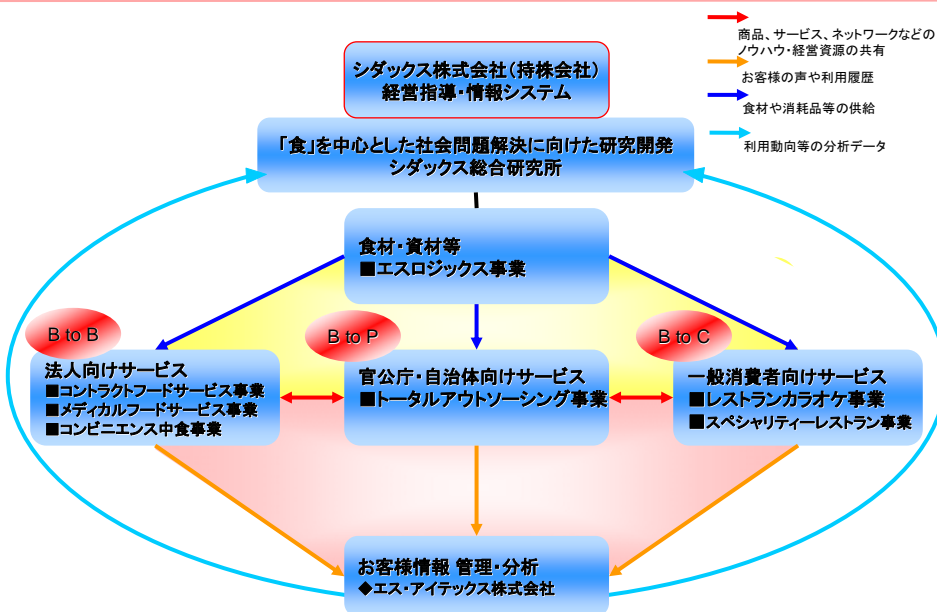 商品、サービス、ネットワークなどの
ノウハウ・経営資源の共有
お客様の声や利用履歴
食材や消耗品等の供給
利用動向等の分析データ
シダックス株式会社(持株会社)
経営指導・情報システム
「食」を中心とした社会問題解決に向けた研究開発
シダックス総合研究所
食材・資材等
■エスロジックス事業
B to B
B to P
B to C
法人向けサービス
■コントラクトフードサービス事業
■メディカルフードサービス事業
■コンビニエンス中食事業
官公庁・自治体向けサービス
■トータルアウトソーシング事業
一般消費者向けサービス
■レストランカラオケ事業
■スペシャリティーレストラン事業
お客様情報 管理・分析
◆エス・アイテックス株式会社